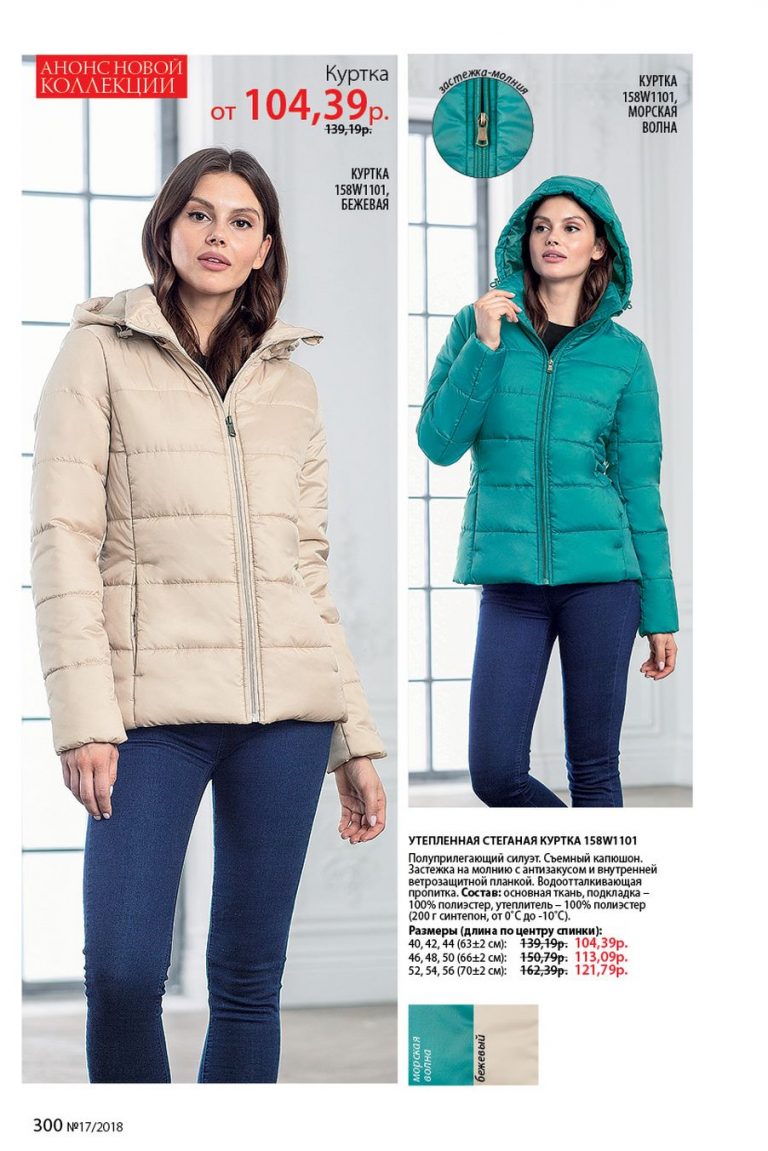 АНОНС НОВОЙ
КОЛЛЕКЦИИ
Куртка
от 104,39р.
139,19р.
КУРТКА
158W1101,
БЕЖЕВАЯ
застежка-молния
КУРТКА
158W1101,
МОРСКАЯ
ВОЛНА
УТЕПЛЕННАЯ СТЕГАНАЯ КУРТКА 158W1101
Полуприлегающий силуэт. Съемный капюшон.
Застежка на молнию с антизакусом и внутренней
ветрозащитной планкой. Водоотталкивающая
пропитка. Состав: основная ткань, подкладка –
100% полиэстер, утеплитель – 100% полиэстер
(200 г синтепон, от 0˚С до -10˚С).
Размеры (длина по центру спинки):
40, 42, 44 (63±2 см): 139,19р. 104,39р.
46, 48, 50 (66±2 см): 150,79р. 113,09р.
52, 54, 56 (70±2 см): 162,39р. 121,79р.
морская
волна
бежевый
300 №17/2018